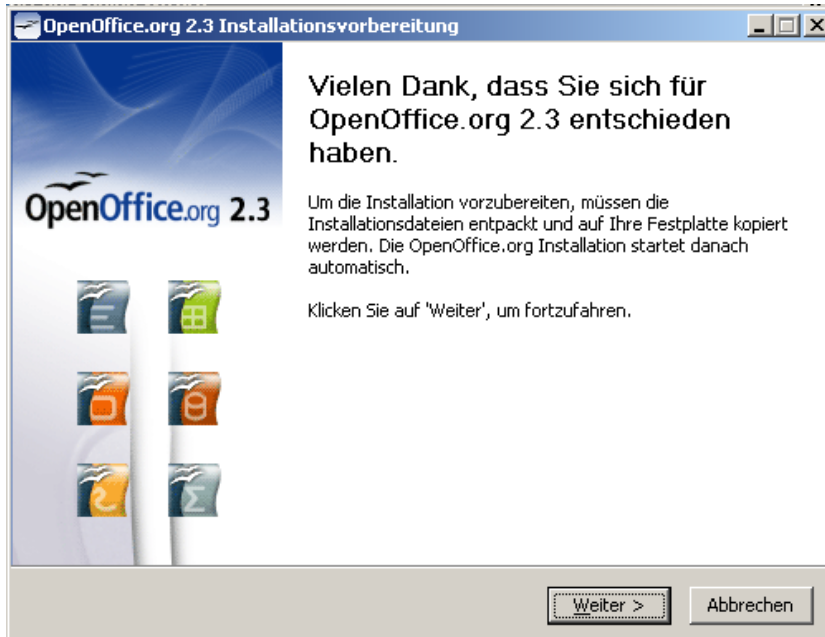 OpenOffice.org 2.3 Installationsvorbereitung
Vielen Dank, dass Sie sich für
OpenOffice.org 2.3 entschieden
haben.
OpenOffice.org 2.3
Um die Installation vorzubereiten, müssen die
Installationsdateien entpackt und auf Ihre Festplatte kopiert
werden. Die OpenOffice.org Installation startet danach
automatisch.
Klicken Sie auf 'Weiter', um fortzufahren.
Weiter >
Abbrechen